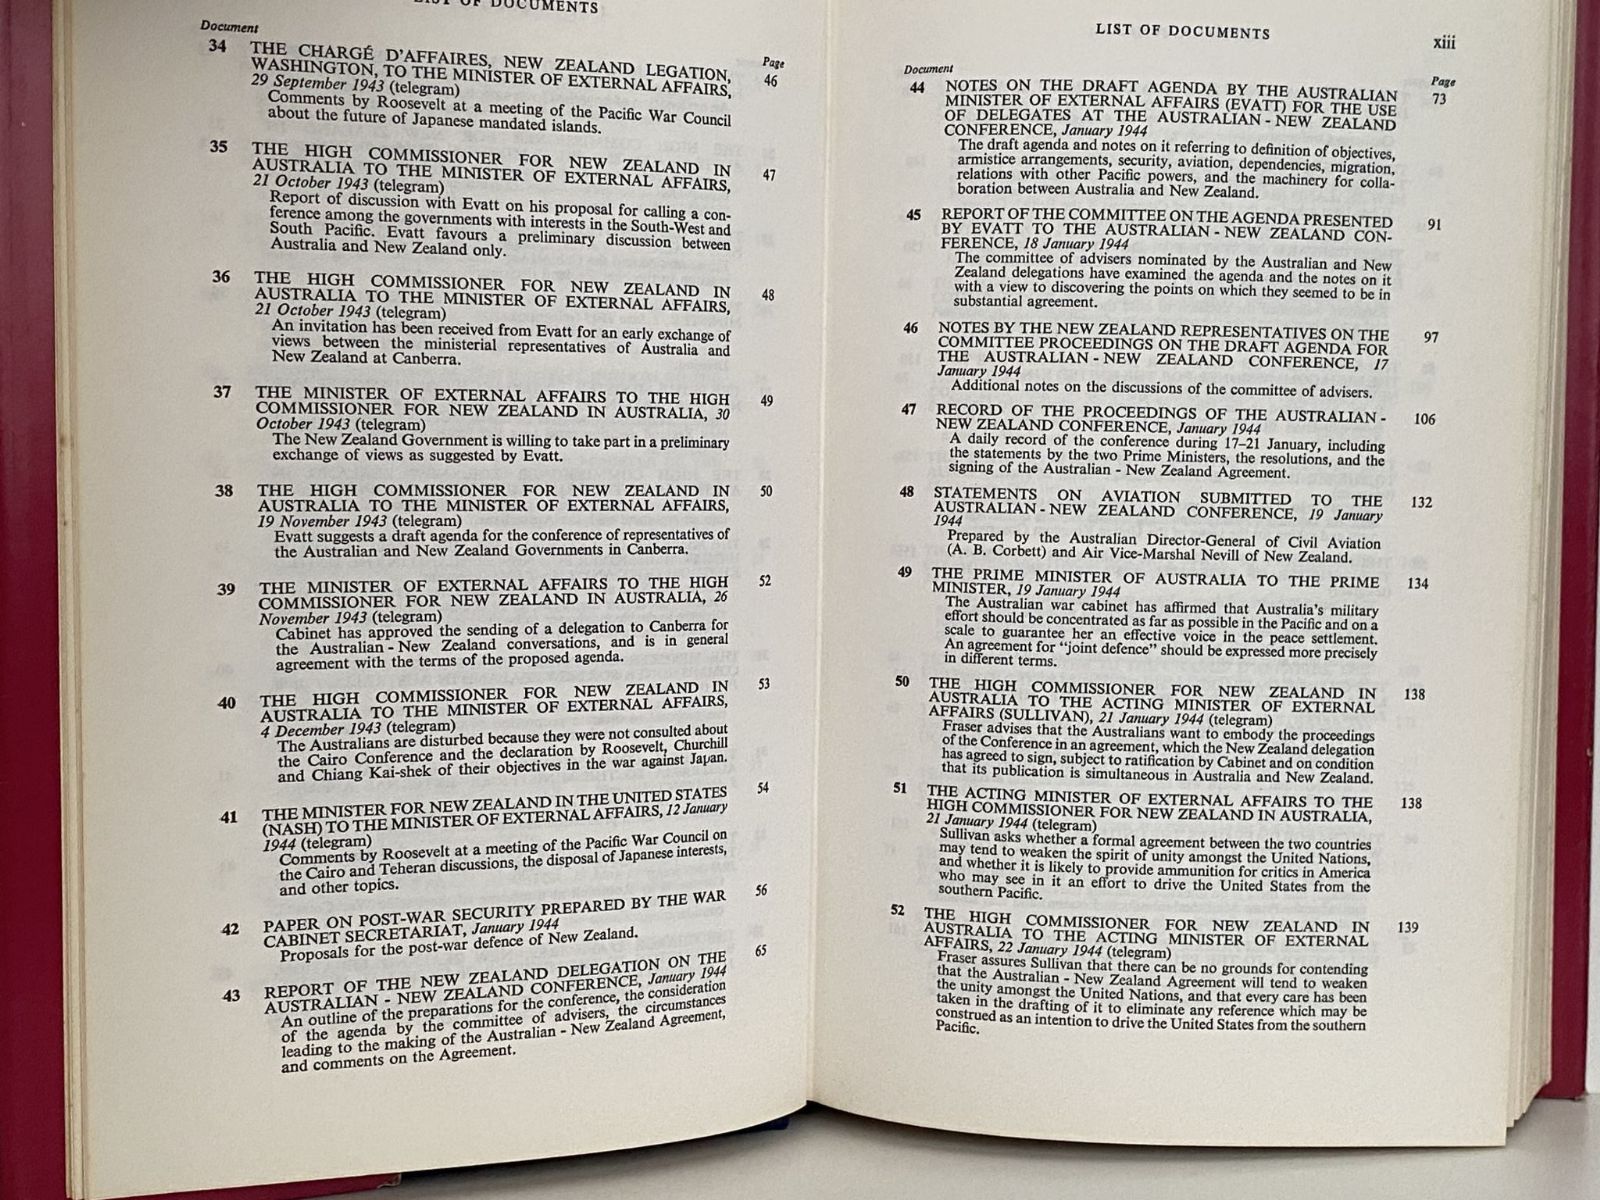 LIST OF DOCUMENTS
Document
Page
34 THE CHARGÉ D'AFFAIRES, NEW ZEALAND LEGATION, 46
WASHINGTON, TO THE MINISTER OF EXTERNAL AFFAIRS,
29 September 1943 (telegram)
Comments by Roosevelt at a meeting of the Pacific War Council
about the future of Japanese mandated islands.
35 THE HIGH COMMISSIONER FOR NEW ZEALAND IN 47
AUSTRALIA TO THE MINISTER OF EXTERNAL AFFAIRS,
21 October 1943 (telegram)
Report of discussion with Evatt on his proposal for calling a con-
ference among the governments with interests in the South-West and
South Pacific. Evatt favours a preliminary discussion between
Australia and New Zealand only.
36 THE HIGH COMMISSIONER FOR NEW ZEALAND IN 48
AUSTRALIA TO THE MINISTER OF EXTERNAL AFFAIRS,
21 October 1943 (telegram)
An invitation has been received from Evatt for an early exchange of
views between the ministerial representatives of Australia and
New Zealand at Canberra.
37 THE MINISTER OF EXTERNAL AFFAIRS TO THE HIGH 49
COMMISSIONER FOR NEW ZEALAND IN AUSTRALIA, 30
October 1943 (telegram)
The New Zealand Government is willing to take part in a preliminary
exchange of views as suggested by Evatt.
38 THE HIGH COMMISSIONER FOR NEW ZEALAND IN 50
AUSTRALIA TO THE MINISTER OF EXTERNAL AFFAIRS,
19 November 1943 (telegram)
Evatt suggests a draft agenda for the conference of representatives of
the Australian and New Zealand Governments in Canberra.
39 THE MINISTER OF EXTERNAL AFFAIRS TO THE HIGH 52
COMMISSIONER FOR NEW ZEALAND IN AUSTRALIA, 26
November 1943 (telegram)
Cabinet has approved the sending of a delegation to Canberra for
the Australian - New Zealand conversations, and is in general
agreement with the terms of the proposed agenda.
40 THE HIGH COMMISSIONER FOR NEW ZEALAND IN 53
AUSTRALIA TO THE MINISTER OF EXTERNAL AFFAIRS,
4 December 1943 (telegram)
The Australians are disturbed because they were not consulted about
the Cairo Conference and the declaration by Roosevelt, Churchill
and Chiang Kai-shek of their objectives in the war against Japan.
41 THE MINISTER FOR NEW ZEALAND IN THE UNITED STATES 54
(NASH) TO THE MINISTER OF EXTERNAL AFFAIRS, 12 January
1944 (telegram)
Comments by Roosevelt at a meeting of the Pacific War Council on
the Cairo and Teheran discussions, the disposal of Japanese interests,
and other topics.
42 PAPER ON POST-WAR SECURITY PREPARED BY THE WAR 56
CABINET SECRETARIAT, January 1944
Proposals for the post-war defence of New Zealand.
43 REPORT OF THE NEW ZEALAND DELEGATION ON THE 65
AUSTRALIAN - NEW ZEALAND CONFERENCE, January 1944
An outline of the preparations for the conference, the consideration
of the agenda by the committee of advisers, the circumstances
leading to the making of the Australian - New Zealand Agreement,
and comments on the Agreement.
LIST OF DOCUMENTS xiii
Document
Page
44 NOTES ON THE DRAFT AGENDA BY THE AUSTRALIAN 73
MINISTER OF EXTERNAL AFFAIRS (EVATT) FOR THE USE
OF DELEGATES AT THE AUSTRALIAN - NEW ZEALAND
CONFERENCE, January 1944
The draft agenda and notes on it referring to definition of objectives,
armistice arrangements, security, aviation, dependencies, migration,
relations with other Pacific powers, and the machinery for colla-
boration between Australia and New Zealand.
45 REPORT OF THE COMMITTEE ON THE AGENDA PRESENTED 91
BY EVATT TO THE AUSTRALIAN - NEW ZEALAND CON-
FERENCE, 18 January 1944
The committee of advisers nominated by the Australian and New
Zealand delegations have examined the agenda and the notes on it
with a view to discovering the points on which they seemed to be in
substantial agreement.
46 NOTES BY THE NEW ZEALAND REPRESENTATIVES ON THE 97
COMMITTEE PROCEEDINGS ON THE DRAFT AGENDA FOR
THE AUSTRALIAN - NEW ZEALAND CONFERENCE, 17
January 1944
Additional notes on the discussions of the committee of advisers.
47 RECORD OF THE PROCEEDINGS OF THE AUSTRALIAN - 106
NEW ZEALAND CONFERENCE, January 1944
A daily record of the conference during 17–21 January, including
the statements by the two Prime Ministers, the resolutions, and the
signing of the Australian - New Zealand Agreement.
48 STATEMENTS ON AVIATION SUBMITTED TO THE 132
AUSTRALIAN - NEW ZEALAND CONFERENCE, 19 January
1944
Prepared by the Australian Director-General of Civil Aviation
(A. B. Corbett) and Air Vice-Marshal Nevill of New Zealand.
49 THE PRIME MINISTER OF AUSTRALIA TO THE PRIME 134
MINISTER, 19 January 1944
The Australian war cabinet has affirmed that Australia's military
effort should be concentrated as far as possible in the Pacific and on a
scale to guarantee her an effective voice in the peace settlement.
An agreement for "joint defence" should be expressed more precisely
in different terms.
50 THE HIGH COMMISSIONER FOR NEW ZEALAND IN 138
AUSTRALIA TO THE ACTING MINISTER OF EXTERNAL
AFFAIRS (SULLIVAN), 21 January 1944 (telegram)
Fraser advises that the Australians want to embody the proceedings
of the Conference in an agreement, which the New Zealand delegation
has agreed to sign, subject to ratification by Cabinet and on condition
that its publication is simultaneous in Australia and New Zealand.
51 THE ACTING MINISTER OF EXTERNAL AFFAIRS TO THE 138
HIGH COMMISSIONER FOR NEW ZEALAND IN AUSTRALIA,
21 January 1944 (telegram)
Sullivan asks whether a formal agreement between the two countries
may tend to weaken the spirit of unity amongst the United Nations,
and whether it is likely to provide ammunition for critics in America
who may see in it an effort to drive the United States from the
southern Pacific.
52 THE HIGH COMMISSIONER FOR NEW ZEALAND IN 139
AUSTRALIA TO THE ACTING MINISTER OF EXTERNAL
AFFAIRS, 22 January 1944 (telegram)
Fraser assures Sullivan that there can be no grounds for contending
that the Australian - New Zealand Agreement will tend to weaken
the unity amongst the United Nations, and that every care has been
taken in the drafting of it to eliminate any reference which may be
construed as an intention to drive the United States from the southern
Pacific.